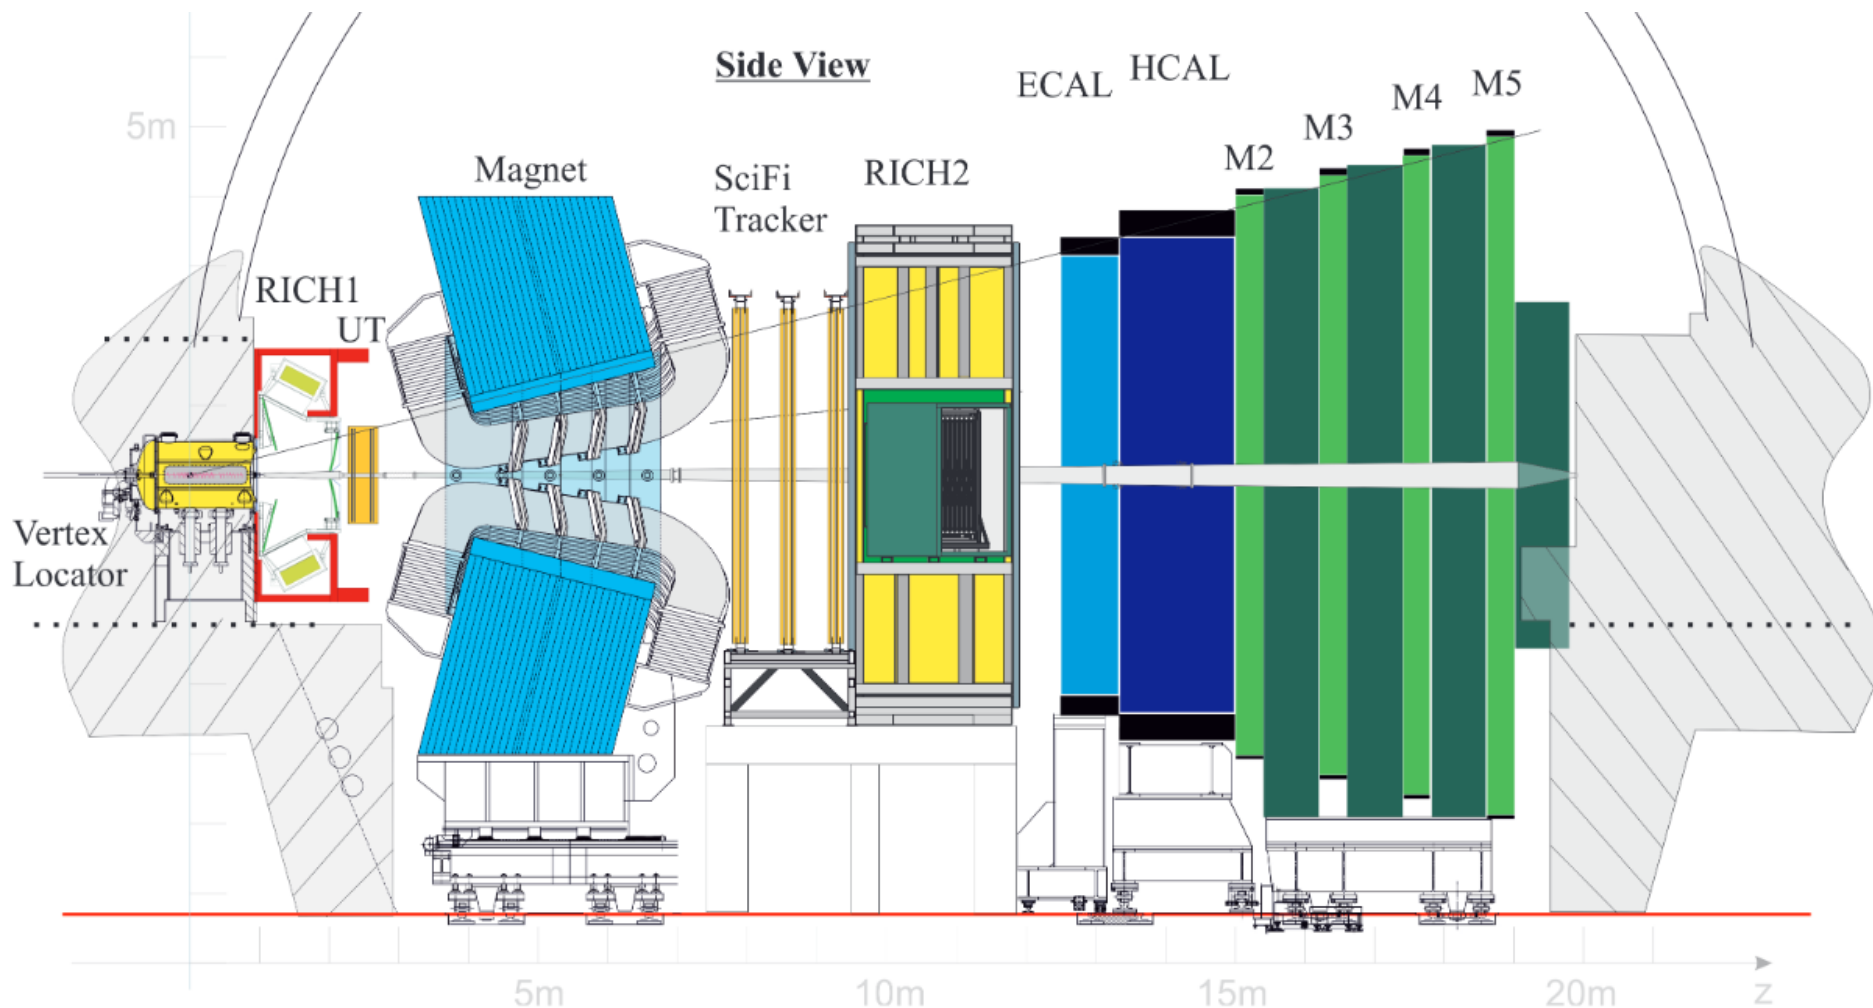 Side View
ECAL
HCAL
M2
M3
M4
M5
5m
Magnet
SciFi
Tracker
RICH2
RICH1
UT
Vertex
Locator
5m
10m
15m
20m
z